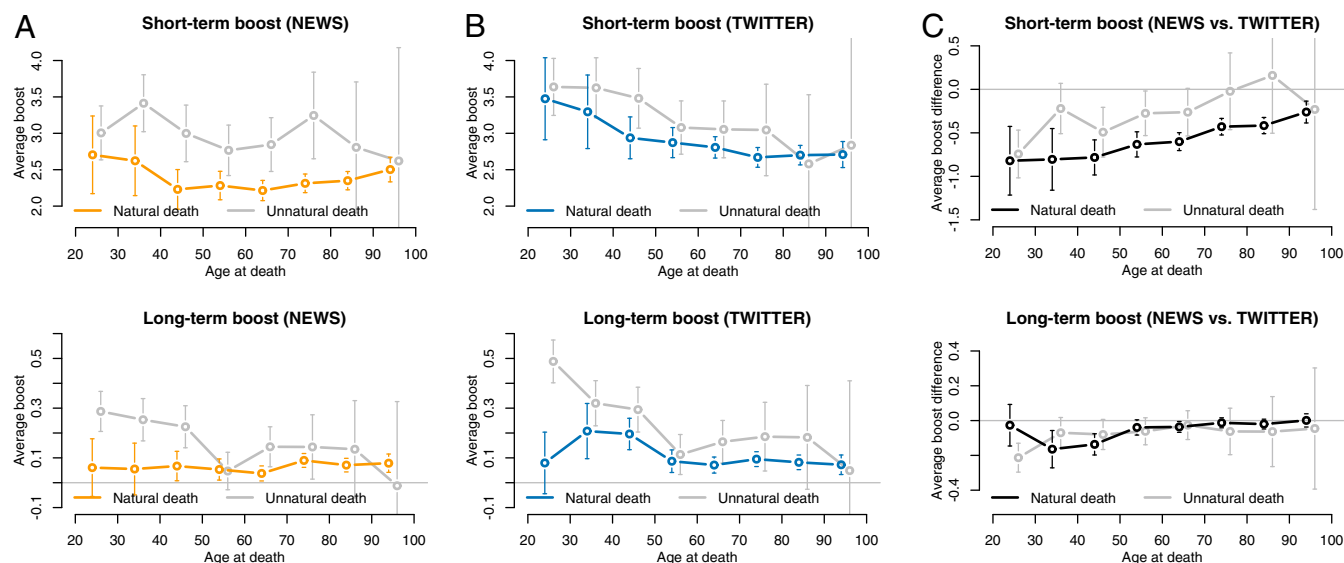 A
Short-term boost (NEWS)
Average boost
4.0
3.5
3.0
2.5
2.0
Natural death
Unnatural death
20 30 40 50 60 70 80 90 100
Age at death
B
Short-term boost (TWITTER)
Average boost
4.0
3.5
3.0
2.5
2.0
Natural death
Unnatural death
20 30 40 50 60 70 80 90 100
Age at death
C
Short-term boost (NEWS vs. TWITTER)
Average boost difference
0.5
0.0
-0.5
-1.0
-1.5
Natural death
Unnatural death
20 30 40 50 60 70 80 90 100
Age at death
Long-term boost (NEWS)
Average boost
0.5
0.3
0.1
-0.1
Natural death
Unnatural death
20 30 40 50 60 70 80 90 100
Age at death
Long-term boost (TWITTER)
Average boost
0.5
0.3
0.1
-0.1
Natural death
Unnatural death
20 30 40 50 60 70 80 90 100
Age at death
Long-term boost (NEWS vs. TWITTER)
Average boost difference
0.4
0.0
-0.4
Natural death
Unnatural death
20 30 40 50 60 70 80 90 100
Age at death